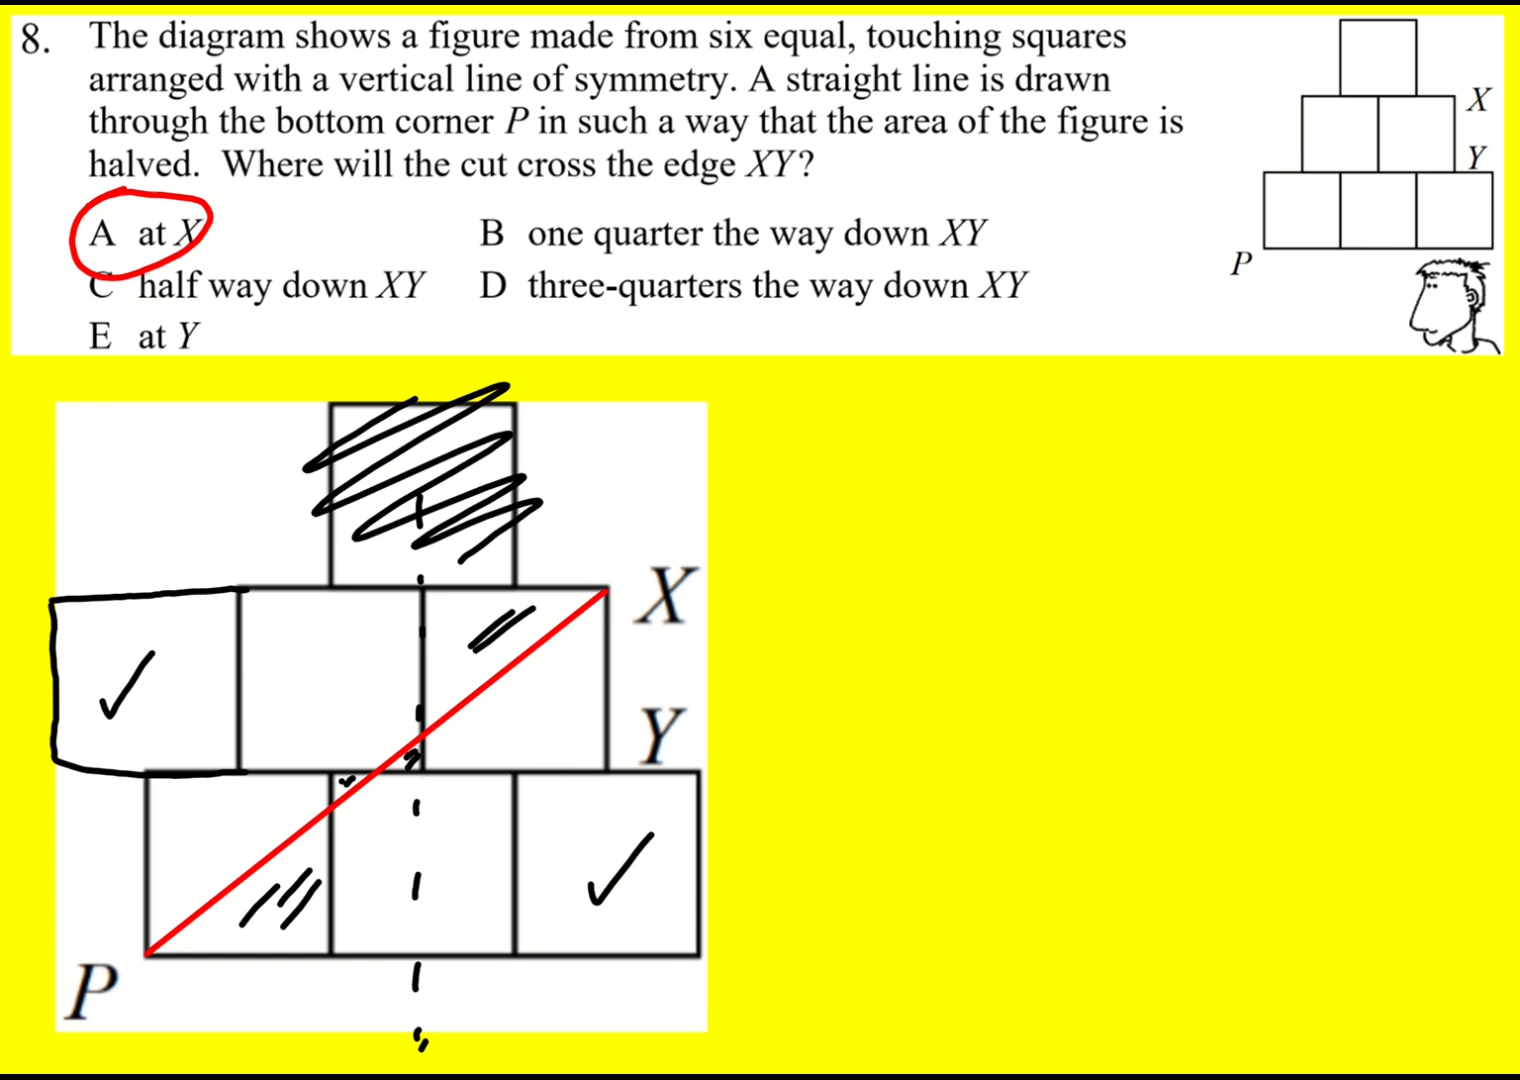 8. The diagram shows a figure made from six equal, touching squares
arranged with a vertical line of symmetry. A straight line is drawn
through the bottom corner P in such a way that the area of the figure is
halved. Where will the cut cross the edge XY?
A at X
B one quarter the way down XY
C half way down XY
D three-quarters the way down XY
E at Y
X
Y
P
X
Y
P